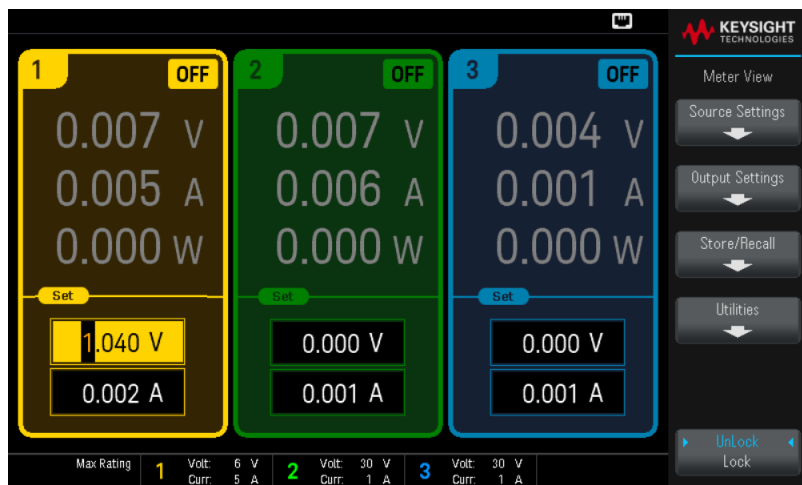 KEYSIGHT
TECHNOLOGIES
1 OFF
0.007 V
0.005 A
0.000 W
Set
1.040 V
0.002 A
2 OFF
0.007 V
0.006 A
0.000 W
Set
0.000 V
0.001 A
3 OFF
0.004 V
0.001 A
0.000 W
Set
0.000 V
0.001 A
Meter View
Source Settings
Output Settings
Store/Recall
Utilities
UnLock
Lock
Max Rating
1 Volt: 6 V
Curr: 5 A
2 Volt: 30 V
Curr: 1 A
3 Volt: 30 V
Curr: 1 A